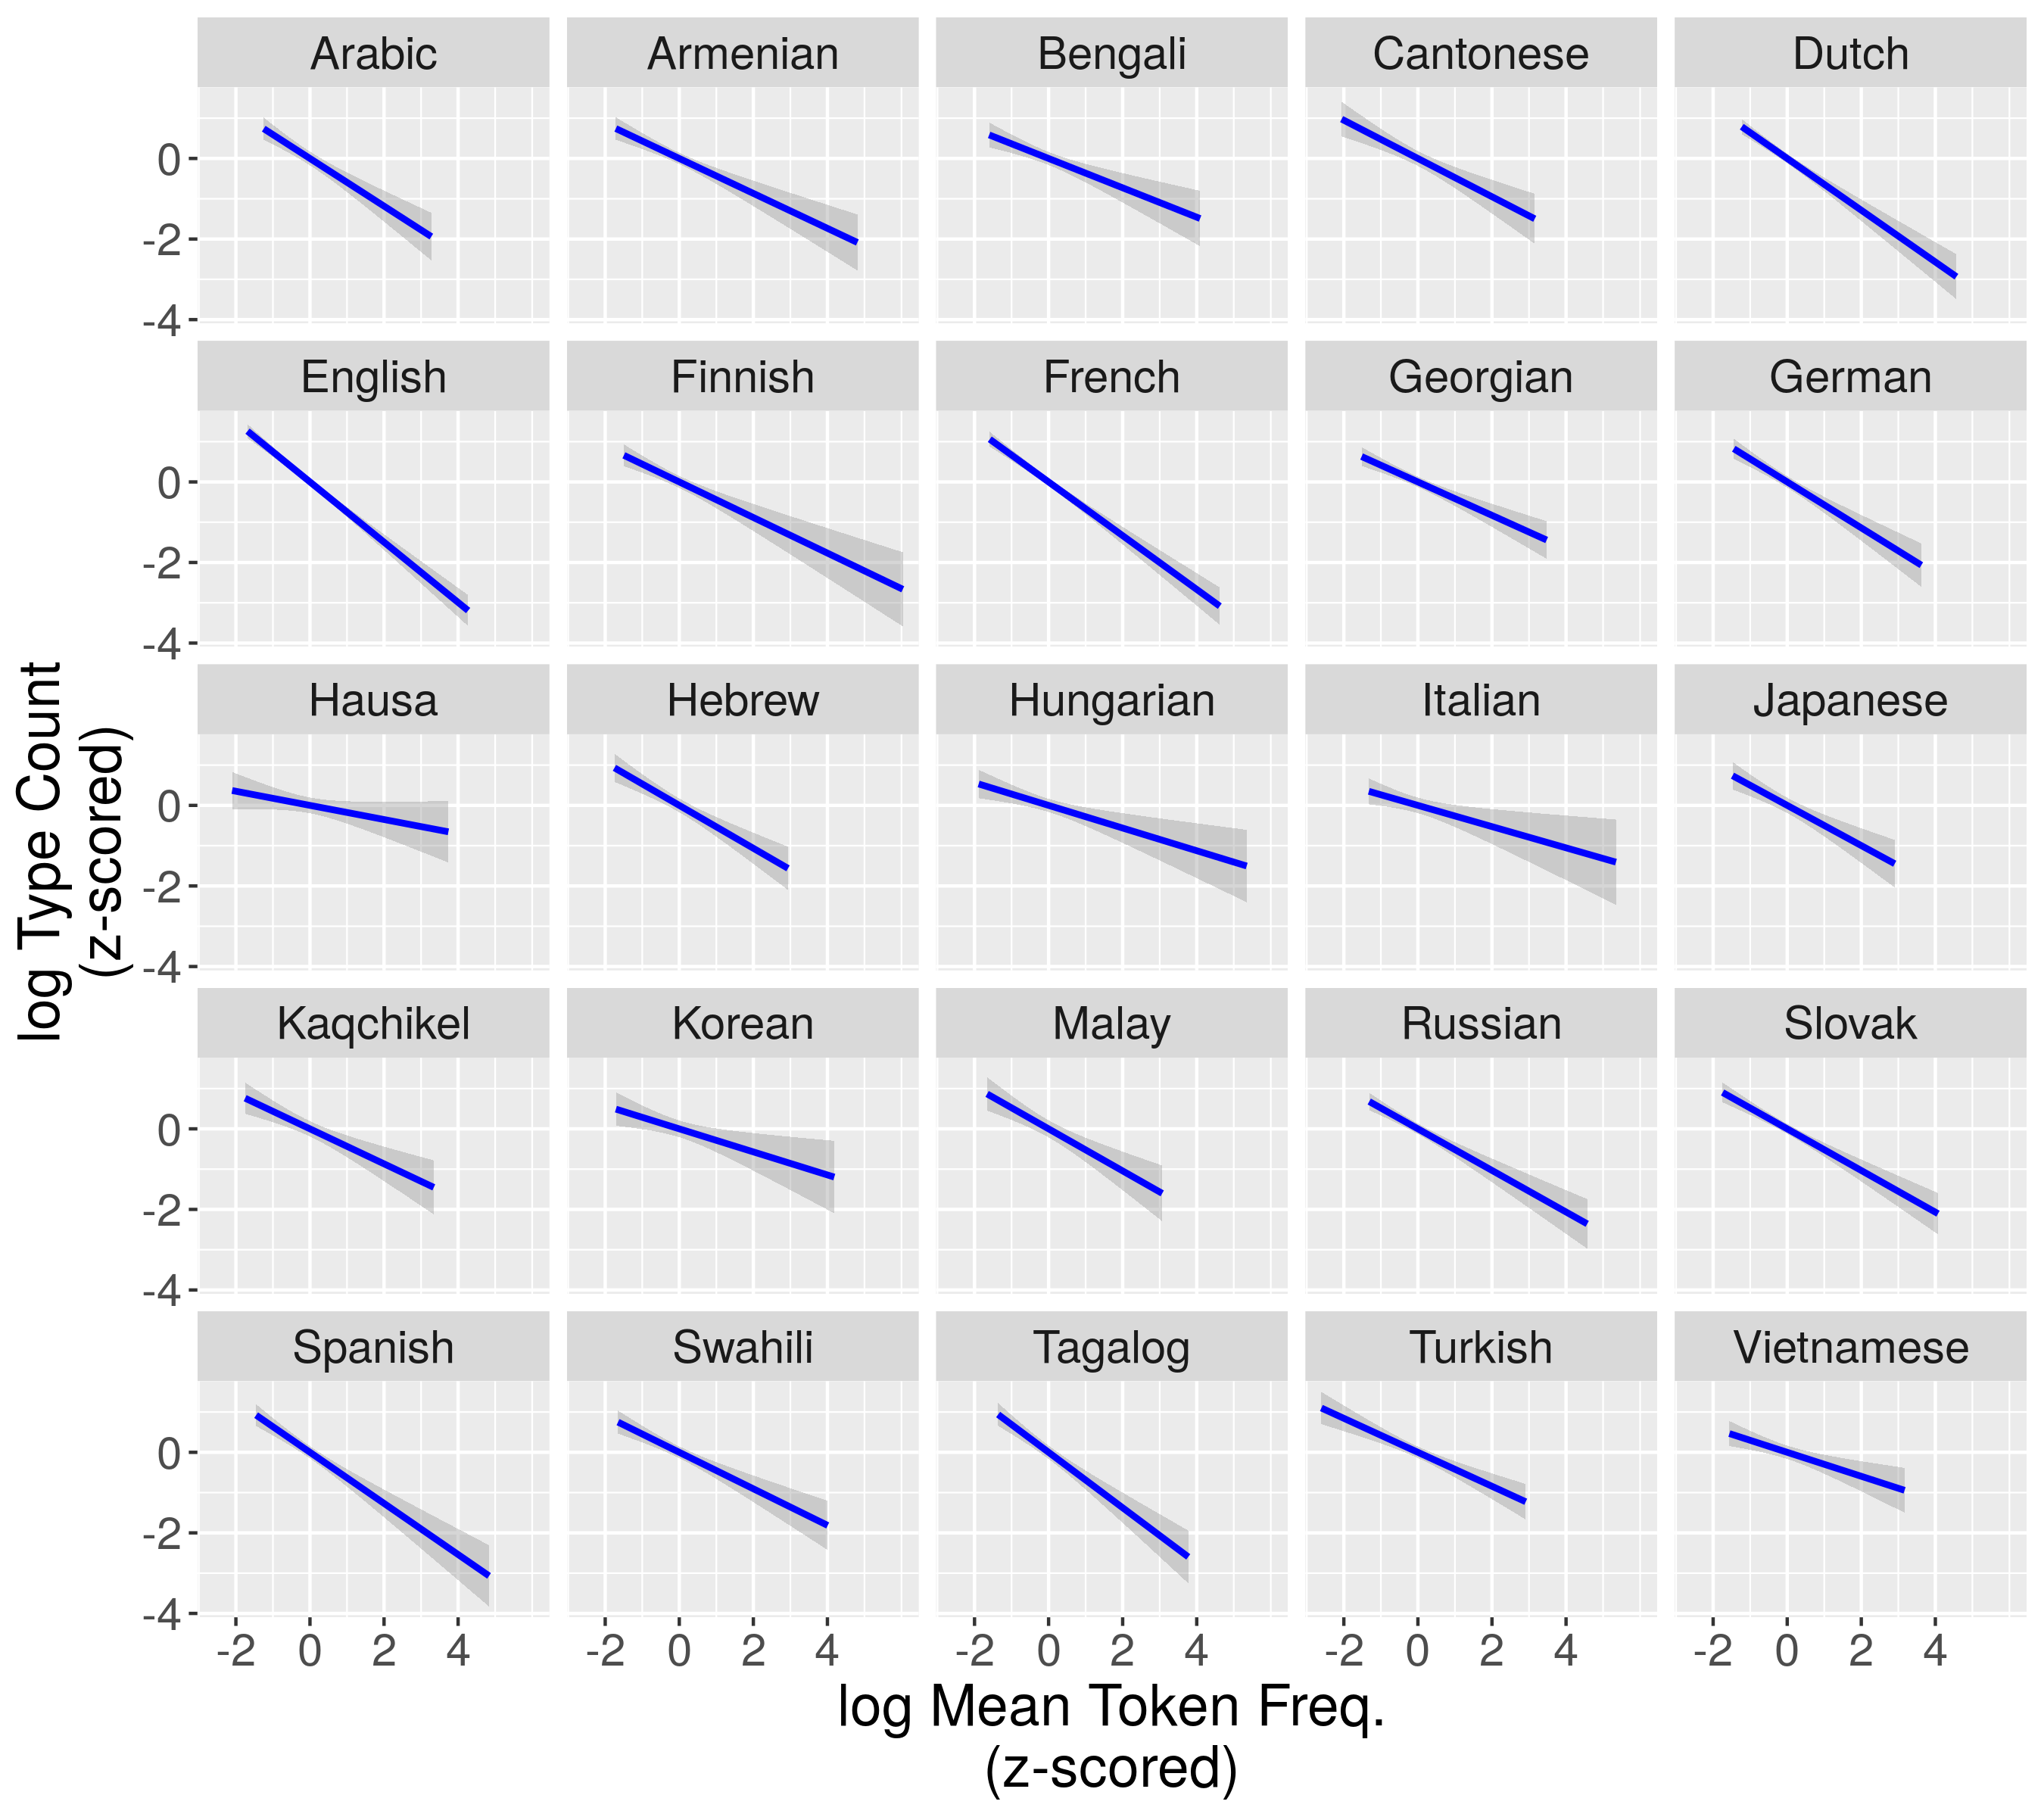 Arabic Armenian Bengali Cantonese Dutch
0
-2
-4
English Finnish French Georgian German
0
-2
-4
Hausa Hebrew Hungarian Italian Japanese
0
-2
-4
Kaqchikel Korean Malay Russian Slovak
0
-2
-4
Spanish Swahili Tagalog Turkish Vietnamese
0
-2
-4
-2 0 2 4 -2 0 2 4 -2 0 2 4 -2 0 2 4 -2 0 2 4
log Mean Token Freq.
(z-scored)
log Type Count
(z-scored)